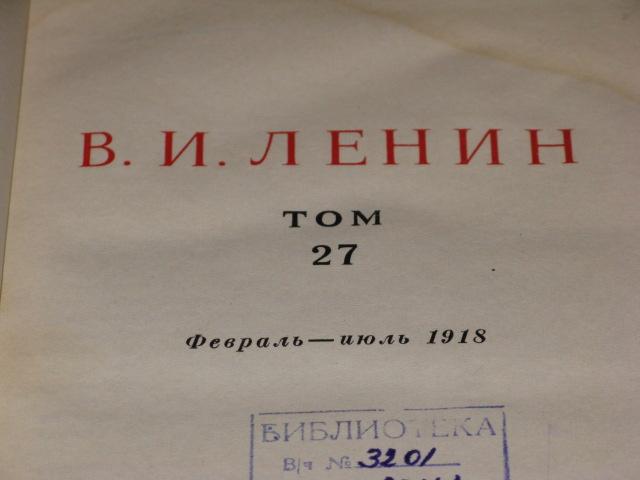 В. И. ЛЕНИН
ТОМ
27
Февраль—июль 1918
БИБЛИОТЕКА
В/ч № 3201